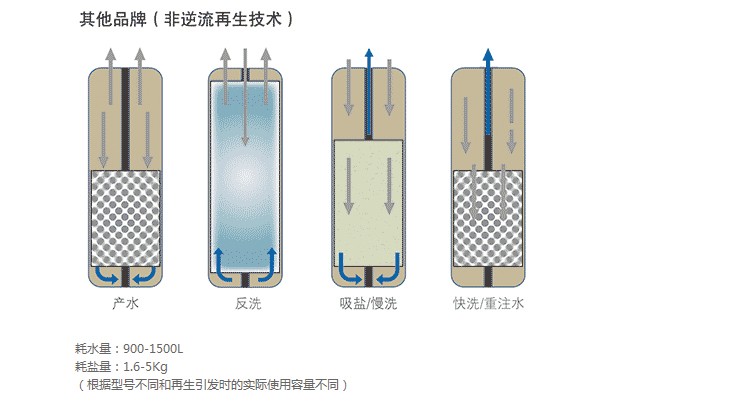 其他品牌（非逆流再生技术）
产水
反洗
吸盐/慢洗
快洗/重注水
耗水量：900-1500L
耗盐量：1.6-5Kg
（根据型号不同和再生引发时的实际使用容量不同）